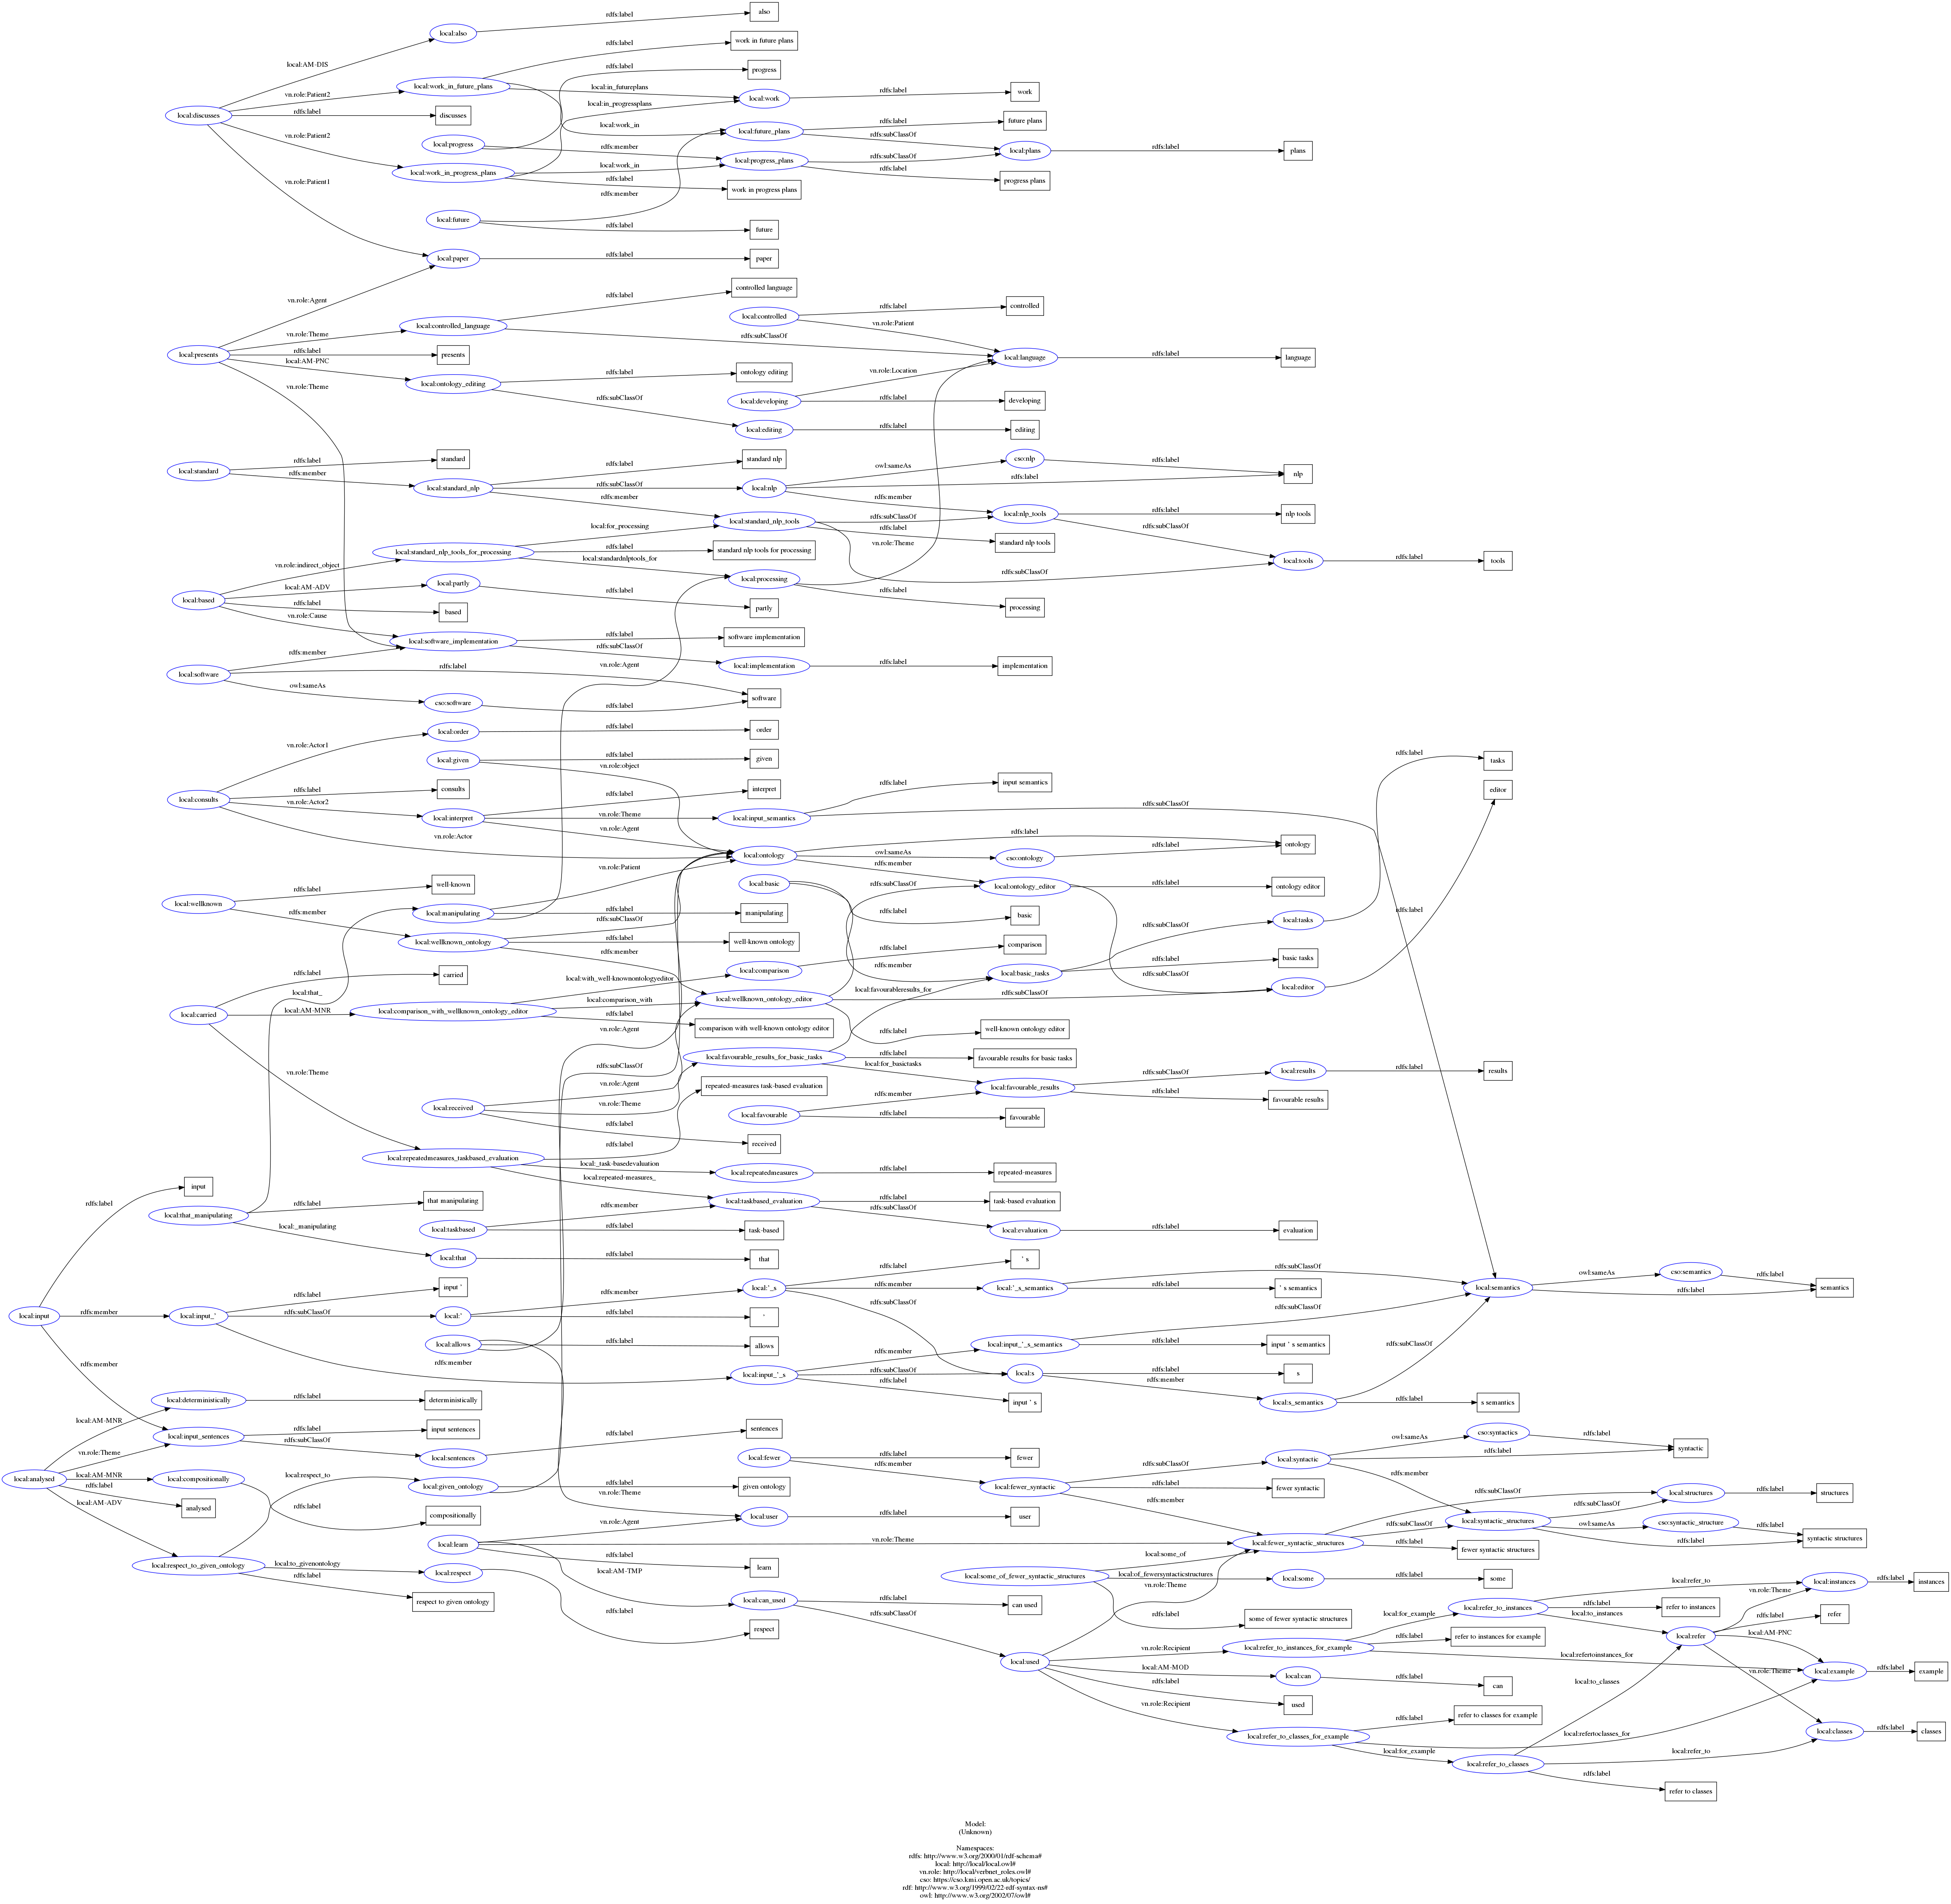 rdfs:label
also
local:also
work in future plans
rdfs:label
local:AM-DIS
progress
rdfs:label
local:work_in_future_plans
local:in_futureplans
work
rdfs:label
local:work
vn.role:Patient2
local:in_progressplans
local:discusses
rdfs:label
discusses
local:work_in
future plans
rdfs:label
local:future_plans
rdfs:subClassOf
vn.role:Patient2
local:progress
rdfs:member
local:plans
rdfs:label
plans
local:progress_plans
rdfs:subClassOf
local:work_in
rdfs:label
local:work_in_progress_plans
rdfs:label
progress plans
vn.role:Patient1
work in progress plans
rdfs:member
local:future
rdfs:label
future
local:paper
rdfs:label
paper
controlled language
rdfs:label
vn.role:Agent
controlled
rdfs:label
local:controlled
vn.role:Patient
local:controlled_language
vn.role:Theme
rdfs:subClassOf
local:presents
rdfs:label
presents
local:AM-PNC
local:language
rdfs:label
language
ontology editing
rdfs:label
local:ontology_editing
vn.role:Theme
vn.role:Location
rdfs:subClassOf
local:developing
rdfs:label
developing
local:editing
rdfs:label
editing
local:standard
rdfs:label
standard
rdfs:member
rdfs:label
standard nlp
owl:sameAs
cso:nlp
rdfs:label
nlp
rdfs:label
local:standard_nlp
rdfs:subClassOf
local:nlp
rdfs:member
rdfs:member
local:nlp_tools
rdfs:label
nlp tools
local:for_processing
local:standard_nlp_tools
rdfs:subClassOf
rdfs:label
rdfs:subClassOf
standard nlp tools
vn.role:Theme
local:standard_nlp_tools_for_processing
rdfs:label
standard nlp tools for processing
local:standardnlptools_for
local:tools
rdfs:label
tools
vn.role:indirect_object
rdfs:subClassOf
local:processing
rdfs:label
processing
local:AM-ADV
local:partly
rdfs:label
partly
local:based
rdfs:label
based
vn.role:Cause
local:software_implementation
rdfs:label
software implementation
rdfs:subClassOf
rdfs:member
local:implementation
rdfs:label
implementation
vn.role:Agent
local:software
rdfs:label
software
owl:sameAs
cso:software
rdfs:label
local:order
rdfs:label
order
vn.role:Actor1
local:given
rdfs:label
given
vn.role:object
rdfs:label
tasks
local:consults
rdfs:label
consults
vn.role:Actor2
rdfs:label
interpret
rdfs:label
input semantics
editor
local:interpret
vn.role:Theme
local:input_semantics
rdfs:subClassOf
vn.role:Agent
vn.role:Actor
rdfs:label
ontology
local:ontology
owl:sameAs
cso:ontology
rdfs:label
rdfs:member
vn.role:Patient
local:basic
rdfs:subClassOf
local:ontology_editor
rdfs:label
ontology editor
local:wellknown
rdfs:label
well-known
rdfs:member
local:manipulating
rdfs:label
manipulating
rdfs:subClassOf
rdfs:label
basic
rdfs:label
local:tasks
rdfs:subClassOf
local:wellknown_ontology
rdfs:label
well-known ontology
rdfs:member
rdfs:label
comparison
local:comparison
basic tasks
rdfs:label
carried
rdfs:member
local:basic_tasks
rdfs:label
rdfs:subClassOf
local:with_well-knownontologyeditor
local:that_
local:favourableresults_for
local:editor
rdfs:subClassOf
local:comparison_with
local:wellknown_ontology_editor
local:carried
local:AM-MNR
local:comparison_with_wellknown_ontology_editor
rdfs:label
comparison with well-known ontology editor
rdfs:label
well-known ontology editor
vn.role:Agent
local:favourable_results_for_basic_tasks
rdfs:label
favourable results for basic tasks
local:for_basictasks
rdfs:subClassOf
vn.role:Theme
rdfs:subClassOf
local:results
rdfs:label
results
vn.role:Agent
repeated-measures task-based evaluation
local:favourable_results
rdfs:label
favourable results
rdfs:member
local:received
vn.role:Theme
local:favourable
rdfs:label
favourable
rdfs:label
received
rdfs:label
local:repeatedmeasures_taskbased_evaluation
local:_task-basedevaluation
local:repeatedmeasures
rdfs:label
repeated-measures
local:repeated-measures_
rdfs:label
input
rdfs:label
that manipulating
local:taskbased_evaluation
rdfs:label
task-based evaluation
rdfs:member
rdfs:subClassOf
local:that_manipulating
local:_manipulating
local:taskbased
rdfs:label
task-based
local:evaluation
rdfs:label
evaluation
local:that
rdfs:label
that
' s
rdfs:label
rdfs:subClassOf
owl:sameAs
cso:semantics
rdfs:label
input '
rdfs:label
rdfs:member
local:'_s
rdfs:member
local:'_s_semantics
rdfs:label
' s semantics
local:semantics
rdfs:label
semantics
local:input
rdfs:member
local:input_'
rdfs:subClassOf
local:'
rdfs:label
'
rdfs:subClassOf
rdfs:subClassOf
local:allows
rdfs:label
allows
local:input_'_s_semantics
rdfs:label
input ' s semantics
rdfs:subClassOf
rdfs:member
rdfs:member
rdfs:member
local:input_'_s
rdfs:subClassOf
local:s
rdfs:label
s
rdfs:member
rdfs:label
input ' s
local:deterministically
rdfs:label
deterministically
local:s_semantics
rdfs:label
s semantics
local:AM-MNR
local:input_sentences
rdfs:label
input sentences
rdfs:label
sentences
owl:sameAs
cso:syntactics
rdfs:label
syntactic
rdfs:subClassOf
vn.role:Theme
local:sentences
local:fewer
rdfs:label
fewer
rdfs:member
rdfs:subClassOf
local:syntactic
rdfs:label
rdfs:member
local:analysed
local:AM-MNR
local:compositionally
local:respect_to
local:given_ontology
rdfs:label
given ontology
local:fewer_syntactic
rdfs:label
fewer syntactic
rdfs:label
analysed
vn.role:Theme
rdfs:subClassOf
local:structures
rdfs:label
structures
local:AM-ADV
rdfs:label
compositionally
rdfs:member
rdfs:subClassOf
local:user
rdfs:label
user
vn.role:Agent
rdfs:subClassOf
local:syntactic_structures
owl:sameAs
cso:syntactic_structure
rdfs:label
syntactic structures
rdfs:label
local:learn
vn.role:Theme
local:fewer_syntactic_structures
rdfs:label
fewer syntactic structures
local:respect_to_given_ontology
local:to_givenontology
local:respect
rdfs:label
learn
local:some_of
local:AM-TMP
rdfs:label
respect to given ontology
local:some_of_fewer_syntactic_structures
local:of_fewersyntacticstructures
local:some
rdfs:label
some
local:refer_to
local:instances
rdfs:label
instances
vn.role:Theme
vn.role:Theme
rdfs:label
local:can_used
rdfs:label
can used
rdfs:subClassOf
respect
rdfs:label
some of fewer syntactic structures
local:for_example
local:refer_to_instances
rdfs:label
refer to instances
local:to_instances
rdfs:label
refer
local:refer
local:AM-PNC
vn.role:Recipient
local:refer_to_instances_for_example
rdfs:label
refer to instances for example
local:refertoinstances_for
local:used
local:AM-MOD
local:can
rdfs:label
can
vn.role:Theme
local:example
rdfs:label
example
rdfs:label
used
local:to_classes
vn.role:Recipient
rdfs:label
refer to classes for example
local:refer_to_classes_for_example
local:refertoclasses_for
local:classes
rdfs:label
classes
local:for_example
local:refer_to_classes
local:refer_to
rdfs:label
refer to classes
Model:
(Unknown)
Namespaces:
rdfs: http://www.w3.org/2000/01/rdf-schema#
local: http://local/local.owl#
vn.role: http://local/verbnet_roles.owl#
cso: https://cso.kmi.open.ac.uk/topics/
rdf: http://www.w3.org/1999/02/22-rdf-syntax-ns#
owl: http://www.w3.org/2002/07/owl#